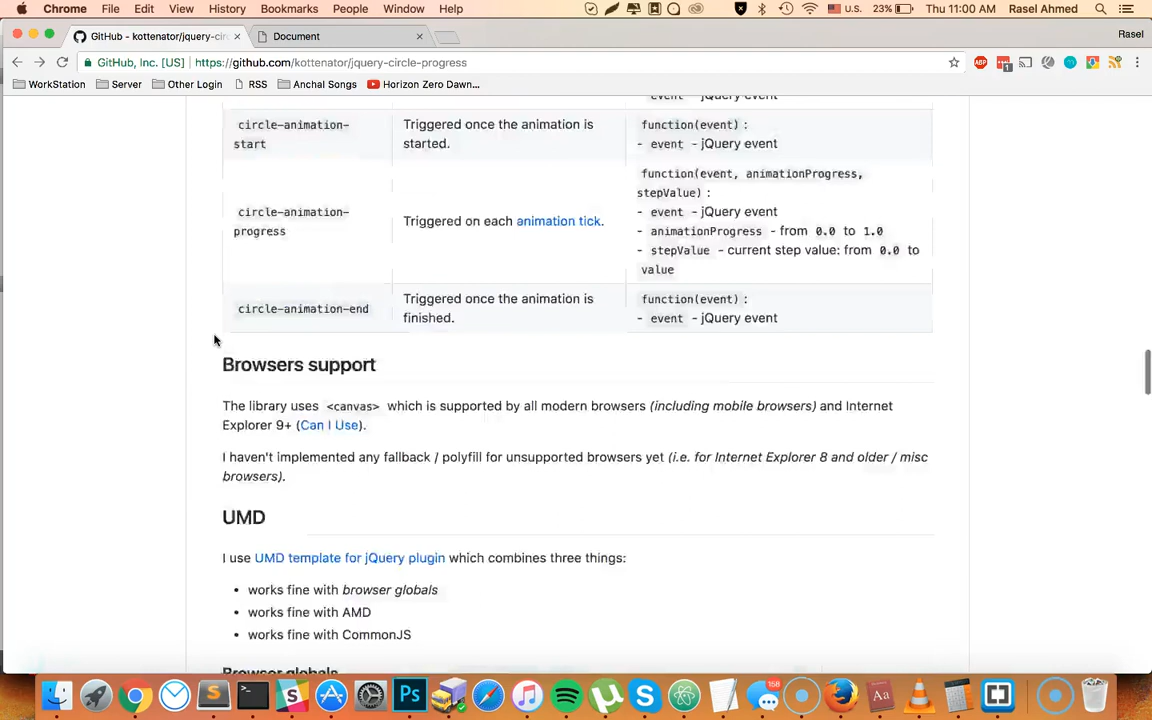 Chrome File Edit View History Bookmarks People Window Help U.S. 23% Thu 11:00 AM Rasel Ahmed
GitHub - kottenator/jquery-circ × Document × Rasel
GitHub, Inc. [US] https://github.com/kottenator/jquery-circle-progress
WorkStation Server Other Login RSS Anchal Songs Horizon Zero Dawn...
event - jQuery event
circle-animation-
start
Triggered once the animation is
started.
function(event) :
- event - jQuery event
circle-animation-
progress
Triggered on each animation tick.
function(event, animationProgress,
stepValue) :
- event - jQuery event
- animationProgress - from 0.0 to 1.0
- stepValue - current step value: from 0.0 to
value
circle-animation-end
Triggered once the animation is
finished.
function(event) :
- event - jQuery event
Browsers support
The library uses <canvas> which is supported by all modern browsers (including mobile browsers) and Internet
Explorer 9+ (Can I Use).
I haven't implemented any fallback / polyfill for unsupported browsers yet (i.e. for Internet Explorer 8 and older / misc
browsers).
UMD
I use UMD template for jQuery plugin which combines three things:
• works fine with browser globals
• works fine with AMD
• works fine with CommonJS
Browser globals
Ps 158